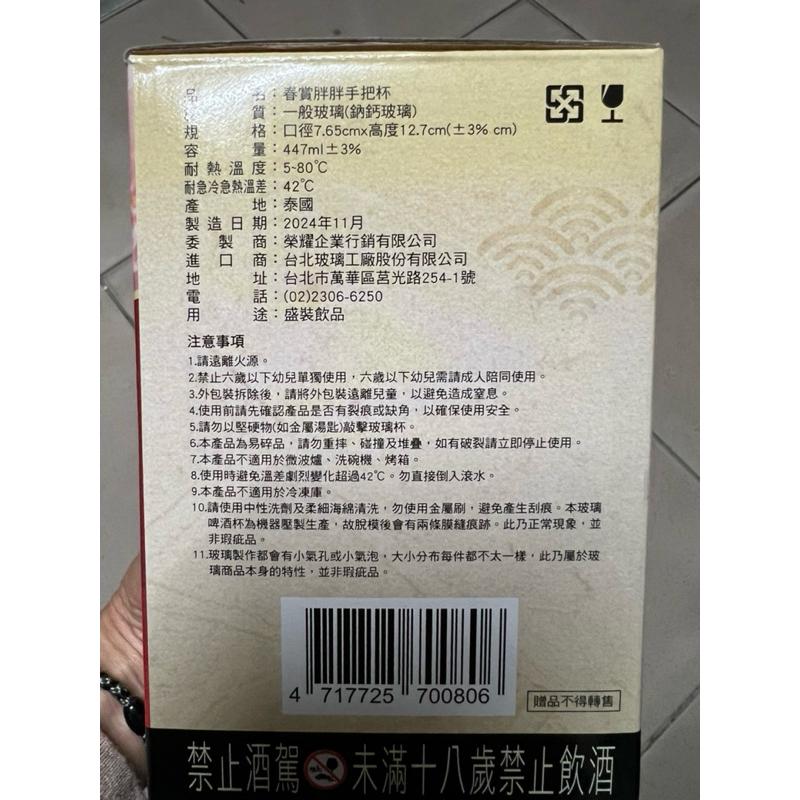 品名：春賞胖胖手把杯
質：一般玻璃(鈉鈣玻璃)
規格：口徑7.65cmx高度12.7cm(±3% cm)
容量：447ml±3%
耐熱溫度：5~80℃
耐急冷急熱溫差：42℃
產地：泰國
製造日期：2024年11月
委製商：榮耀企業行銷有限公司
進口商：台北玻璃工廠股份有限公司
地址：台北市萬華區莒光路254-1號
電話：(02)2306-6250
用途：盛裝飲品
注意事項
1.請遠離火源。
2.禁止六歲以下幼兒單獨使用，六歲以下幼兒需請成人陪同使用。
3.外包裝拆除後，請將外包裝遠離兒童，以避免造成窒息。
4.使用前請先確認產品是否有裂痕或缺角，以確保使用安全。
5.請勿以堅硬物(如金屬湯匙)敲擊玻璃杯。
6.本產品為易碎品，請勿重摔、碰撞及堆疊，如有破裂請立即停止使用。
7.本產品不適用於微波爐、洗碗機、烤箱。
8.使用時避免溫差劇烈變化超過42℃。勿直接倒入滾水。
9.本產品不適用於冷凍庫。
10.請使用中性洗劑及柔細海綿清洗，勿使用金屬刷，避免產生刮痕。本玻璃
啤酒杯為機器壓製生產，故脫模後會有兩條膜縫痕跡。此乃正常現象，並
非瑕疵品。
11.玻璃製作都會有小氣孔或小氣泡，大小分布每件都不太一樣，此乃屬於玻
璃商品本身的特性，並非瑕疵品。
4 717725 700806
贈品不得轉售
禁止酒駕 未滿十八歲禁止飲酒